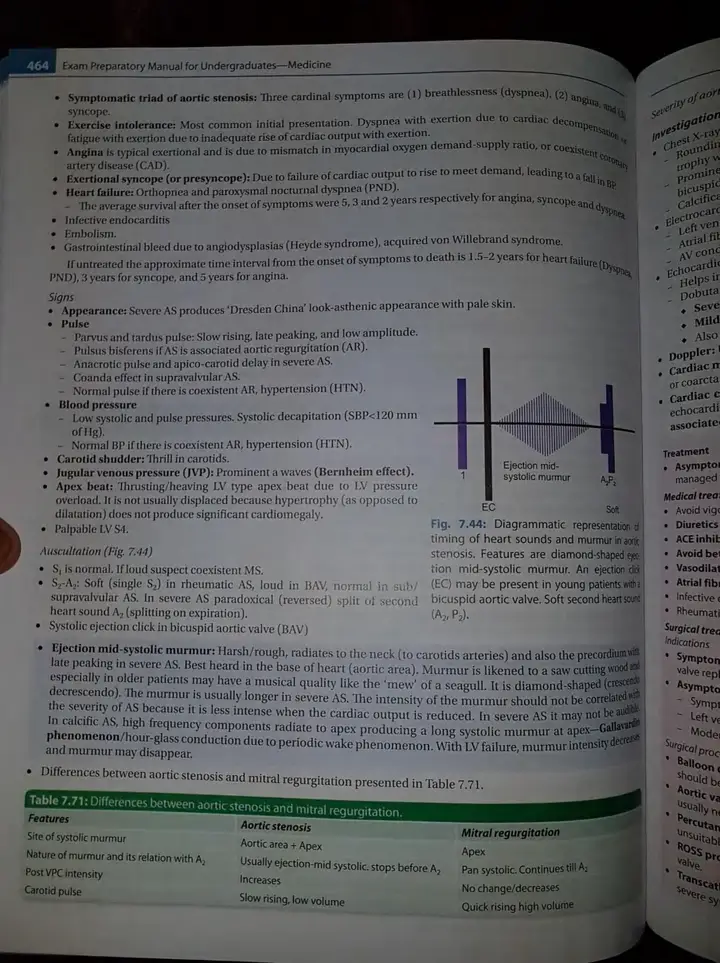 464 Exam Preparatory Manual for Undergraduates—Medicine
• Symptomatic triad of aortic stenosis: Three cardinal symptoms are (1) breathlessness (dyspnea), (2) angina, and (3)
syncope.
• Exercise intolerance: Most common initial presentation. Dyspnea with exertion due to cardiac decompensation or
fatigue with exertion due to inadequate rise of cardiac output with exertion.
• Angina is typical exertional and is due to mismatch in myocardial oxygen demand-supply ratio, or coexistent coronary
artery disease (CAD).
• Exertional syncope (or presyncope): Due to failure of cardiac output to rise to meet demand, leading to a fall in BP
• Heart failure: Orthopnea and paroxysmal nocturnal dyspnea (PND).
– The average survival after the onset of symptoms were 5, 3 and 2 years respectively for angina, syncope and dyspnea
• Infective endocarditis
• Embolism.
• Gastrointestinal bleed due to angiodysplasias (Heyde syndrome), acquired von Willebrand syndrome.
If untreated the approximate time interval from the onset of symptoms to death is 1.5–2 years for heart failure (Dyspnea,
PND), 3 years for syncope, and 5 years for angina.
Signs
• Appearance: Severe AS produces 'Dresden China' look-asthenic appearance with pale skin.
• Pulse
– Parvus and tardus pulse: Slow rising, late peaking, and low amplitude.
– Pulsus bisferens if AS is associated aortic regurgitation (AR).
– Anacrotic pulse and apico-carotid delay in severe AS.
– Coanda effect in supravalvular AS.
– Normal pulse if there is coexistent AR, hypertension (HTN).
• Blood pressure
– Low systolic and pulse pressures. Systolic decapitation (SBP<120 mm
of Hg).
– Normal BP if there is coexistent AR, hypertension (HTN).
• Carotid shudder: Thrill in carotids.
• Jugular venous pressure (JVP): Prominent a waves (Bernheim effect).
• Apex beat: Thrusting/heaving LV type apex beat due to LV pressure
overload. It is not usually displaced because hypertrophy (as opposed to
dilatation) does not produce significant cardiomegaly.
• Palpable LV S4.
Auscultation (Fig. 7.44)
• S1 is normal. If loud suspect coexistent MS.
• S2-A2: Soft (single S2) in rheumatic AS, loud in BAV, normal in sub/
supravalvular AS. In severe AS paradoxical (reversed) split of second
heart sound A2 (splitting on expiration).
• Systolic ejection click in bicuspid aortic valve (BAV)
1
EC
Ejection mid-
systolic murmur
A2P2
Soft
Fig. 7.44: Diagrammatic representation of
timing of heart sounds and murmur in aortic
stenosis. Features are diamond-shaped ejec-
tion mid-systolic murmur. An ejection click
(EC) may be present in young patients with a
bicuspid aortic valve. Soft second heart sound
(A2, P2).
• Ejection mid-systolic murmur: Harsh/rough, radiates to the neck (to carotids arteries) and also the precordium with
late peaking in severe AS. Best heard in the base of heart (aortic area). Murmur is likened to a saw cutting wood and
especially in older patients may have a musical quality like the 'mew' of a seagull. It is diamond-shaped (crescendo
decrescendo). The murmur is usually longer in severe AS. The intensity of the murmur should not be correlated with
the severity of AS because it is less intense when the cardiac output is reduced. In severe AS it may not be audible.
In calcific AS, high frequency components radiate to apex producing a long systolic murmur at apex—Gallavardin
phenomenon/hour-glass conduction due to periodic wake phenomenon. With LV failure, murmur intensity decreases
and murmur may disappear.
• Differences between aortic stenosis and mitral regurgitation presented in Table 7.71.
Table 7.71: Differences between aortic stenosis and mitral regurgitation.
Features Aortic stenosis Mitral regurgitation
Site of systolic murmur Aortic area + Apex Apex
Nature of murmur and its relation with A2 Usually ejection-mid systolic. stops before A2 Pan systolic. Continues till A2
Post VPC intensity Increases No change/decreases
Carotid pulse Slow rising, low volume Quick rising high volume
Severity of aort
Investigation
• Chest X-ray
– Roundin
trophy w
– Promine
bicuspid
– Calcifica
• Electrocard
– Left ven
– Atrial fib
– AV cond
• Echocardio
– Helps in
– Dobuta
◆ Seve
◆ Mild
◆ Also
• Doppler:
• Cardiac m
or coarcta
• Cardiac c
echocardi
associate
Treatment
• Asympto
managed
Medical trea
• Avoid vigo
• Diuretics
• ACE inhib
• Avoid bet
• Vasodilat
• Atrial fib
• Infective
• Rheumati
Surgical trea
Indications
• Symptom
valve repl
• Asympto
– Sympt
– Left ve
– Moder
Surgical proc
• Balloon
should be
• Aortic va
usually ne
• Percutan
unsuitabl
• ROSS pro
valve.
• Transcat
severe sy